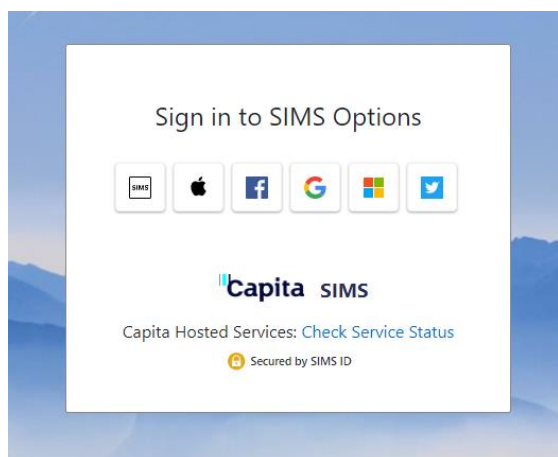 Sign in to SIMS Options
SIMS
Capita SIMS
Capita Hosted Services: Check Service Status
Secured by SIMS ID